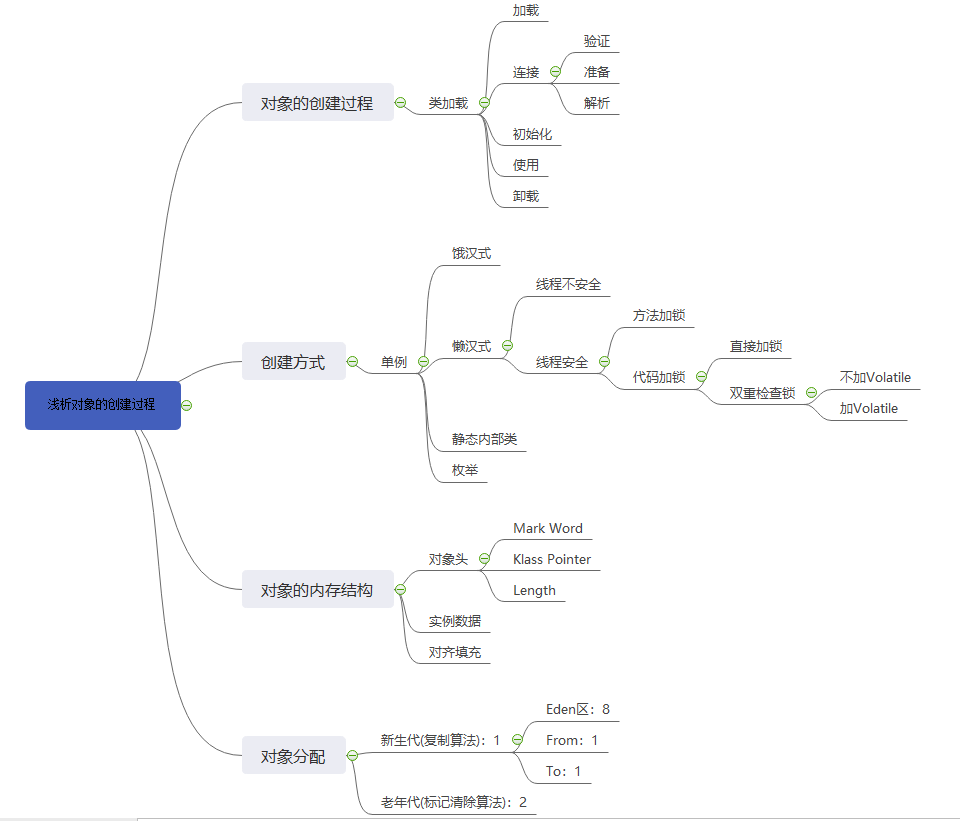 浅析对象的创建过程
对象的创建过程
类加载
加载
连接
验证
准备
解析
初始化
使用
卸载
创建方式
单例
饿汉式
懒汉式
线程不安全
线程安全
方法加锁
代码加锁
直接加锁
双重检查锁
不加Volatile
加Volatile
静态内部类
枚举
对象的内存结构
对象头
Mark Word
Klass Pointer
Length
实例数据
对齐填充
对象分配
新生代(复制算法)：1
Eden区：8
From：1
To：1
老年代(标记清除算法)：2